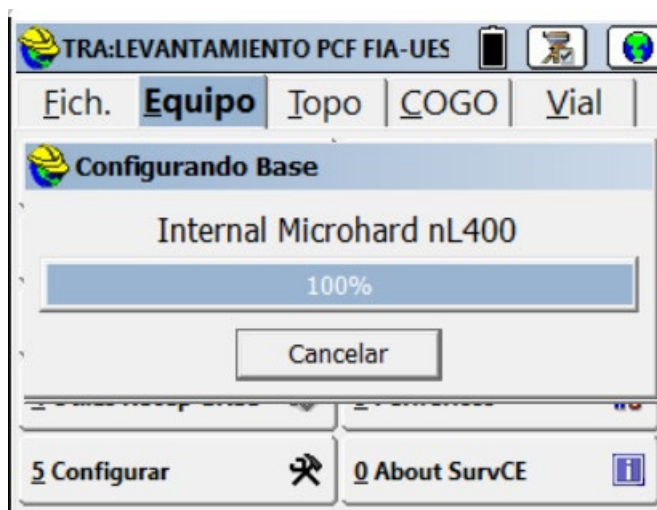 TRA:LEVANTAMIENTO PCF FIA-UES
Fich. Equipo Topo COGO Vial
Configurando Base
Internal Microhard nL400
100%
Cancelar
5 Configurar 0 About SurvCE